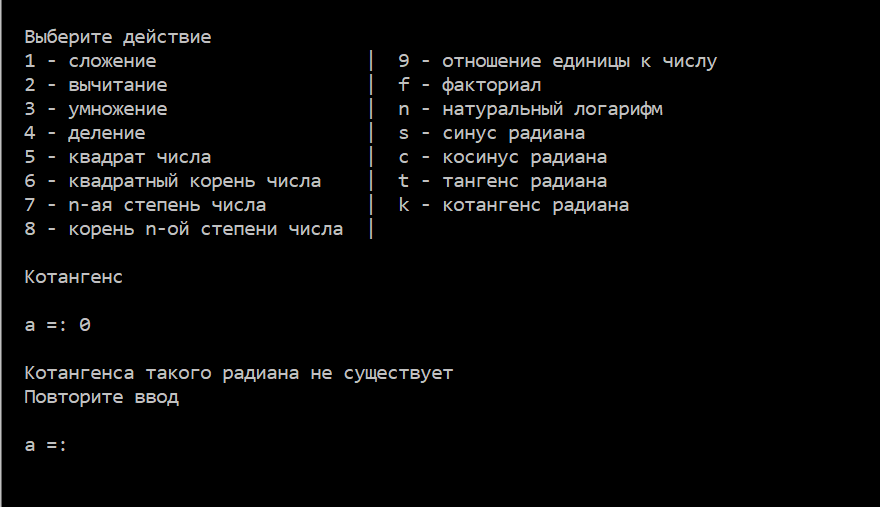 Выберите действие
1 - сложение | 9 - отношение единицы к числу
2 - вычитание | f - факториал
3 - умножение | n - натуральный логарифм
4 - деление | s - синус радиана
5 - квадрат числа | c - косинус радиана
6 - квадратный корень числа | t - тангенс радиана
7 - n-ая степень числа | k - котангенс радиана
8 - корень n-ой степени числа |
Котангенс
a =: 0
Котангенса такого радиана не существует
Повторите ввод
a =: